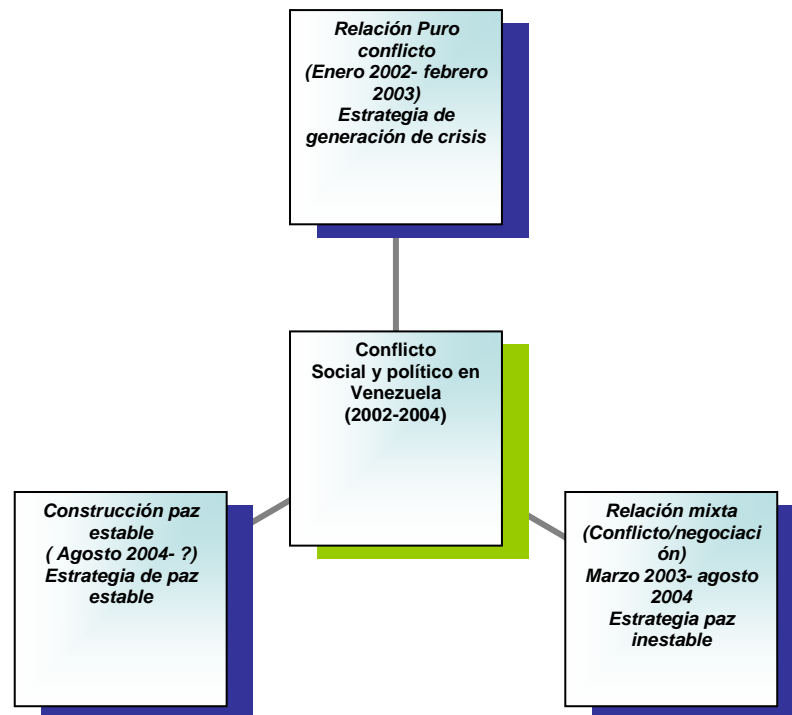 Relación Puro
conflicto
(Enero 2002- febrero
2003)
Estrategia de
generación de crisis
Conflicto
Social y político en
Venezuela
(2002-2004)
Construcción paz
estable
( Agosto 2004- ?)
Estrategia de paz
estable
Relación mixta
(Conflicto/negociaci
ón)
Marzo 2003- agosto
2004
Estrategia paz
inestable